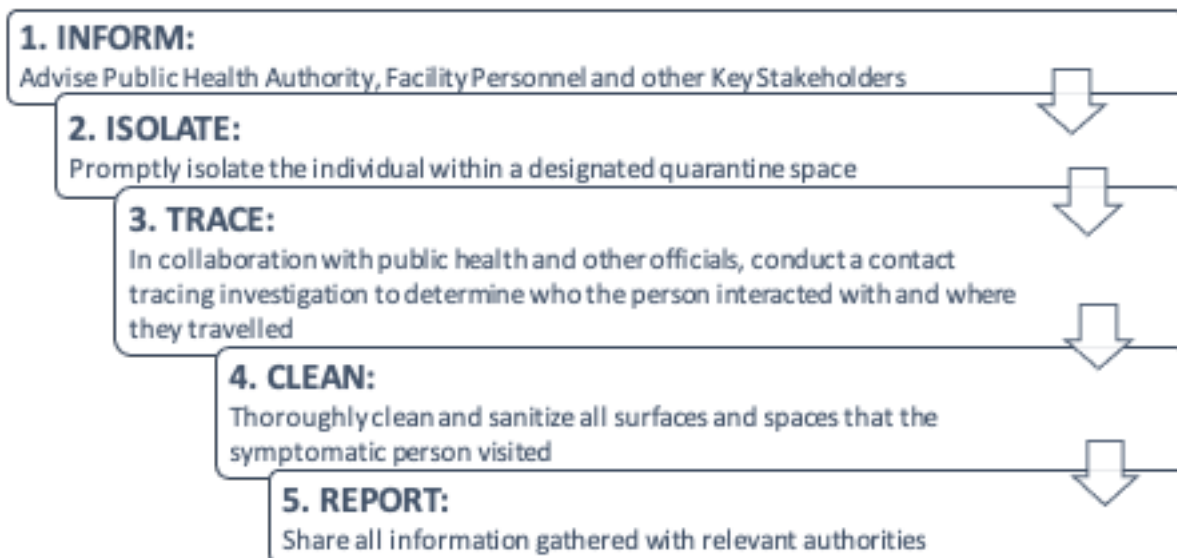 1. INFORM:
Advise Public Health Authority, Facility Personnel and other Key Stakeholders
2. ISOLATE:
Promptly isolate the individual within a designated quarantine space
3. TRACE:
In collaboration with public health and other officials, conduct a contact
tracing investigation to determine who the person interacted with and where
they travelled
4. CLEAN:
Thoroughly clean and sanitize all surfaces and spaces that the
symptomatic person visited
5. REPORT:
Share all information gathered with relevant authorities